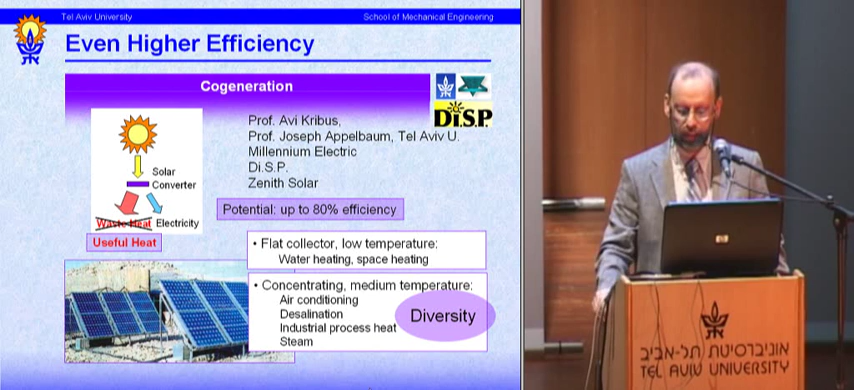 Tel Aviv University
School of Mechanical Engineering
Even Higher Efficiency
Cogeneration
Di.S.P.
Prof. Avi Kribus,
Prof. Joseph Appelbaum, Tel Aviv U.
Millennium Electric
Di.S.P.
Zenith Solar
Solar
Converter
Waste Heat Electricity
Useful Heat
Potential: up to 80% efficiency
• Flat collector, low temperature:
Water heating, space heating
• Concentrating, medium temperature:
Air conditioning
Desalination
Industrial process heat
Steam
Diversity
hp
אוניברסיטת תל-אביב
TEL AVIV UNIVERSITY